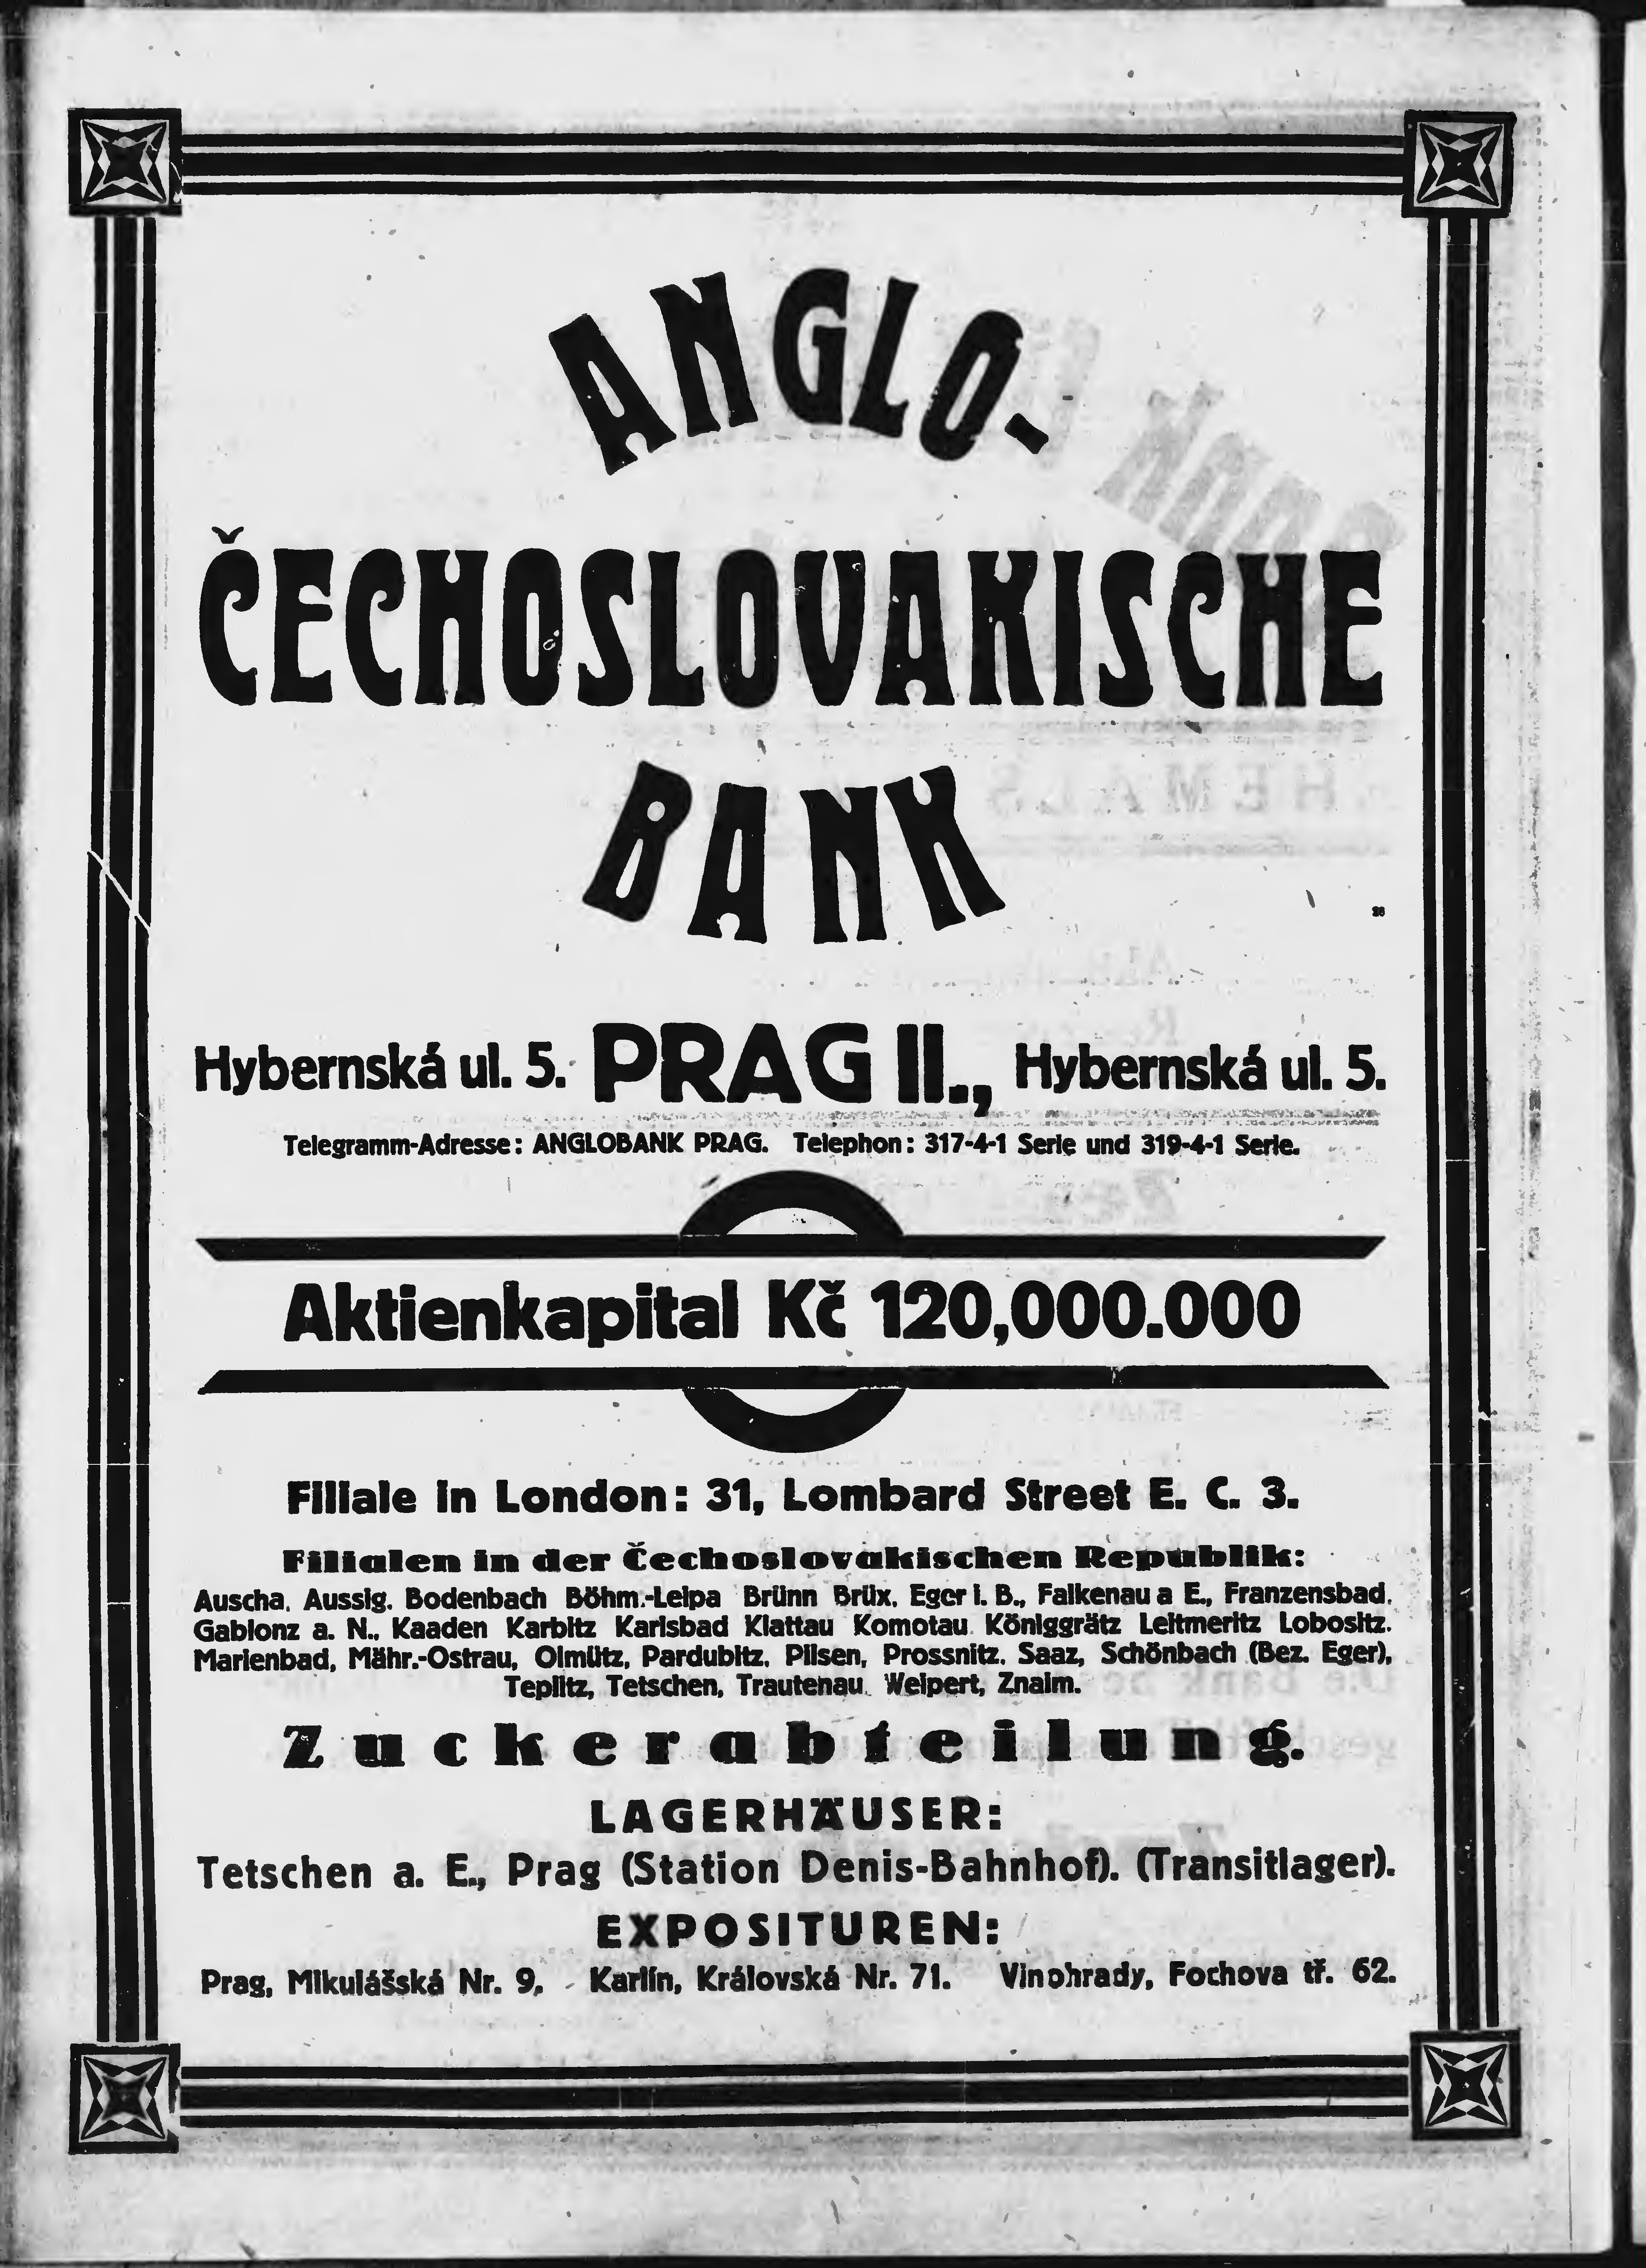 ANGLO-
ČECHOSLOVAKISCHE
BANK
26
Hybernská ul. 5. PRAG II., Hybernská ul. 5.
Telegramm-Adresse: ANGLOBANK PRAG. Telephon: 317-4-1 Serie und 319-4-1 Serie.
Aktienkapital Kč 120,000.000
Filiale in London: 31, Lombard Street E. C. 3.
Filialen in der Čechoslovakischen Republik:
Auscha, Aussig, Bodenbach Böhm.-Leipa Brünn Brüx, Eger i. B., Falkenau a E., Franzensbad,
Gablonz a. N., Kaaden Karbitz Karlsbad Klattau Komotau Königgrätz Leitmeritz Lobositz.
Marienbad, Mähr.-Ostrau, Olmütz, Pardubitz, Pilsen, Prossnitz, Saaz, Schönbach (Bez. Eger),
Teplitz, Tetschen, Trautenau Weipert, Znaim.
Zuckerabteilung.
LAGERHÄUSER:
Tetschen a. E., Prag (Station Denis-Bahnhof). (Transitlager).
EXPOSITUREN:
Prag, Mikulášská Nr. 9, Karlín, Královská Nr. 71. Vinohrady, Fochova tř. 62.